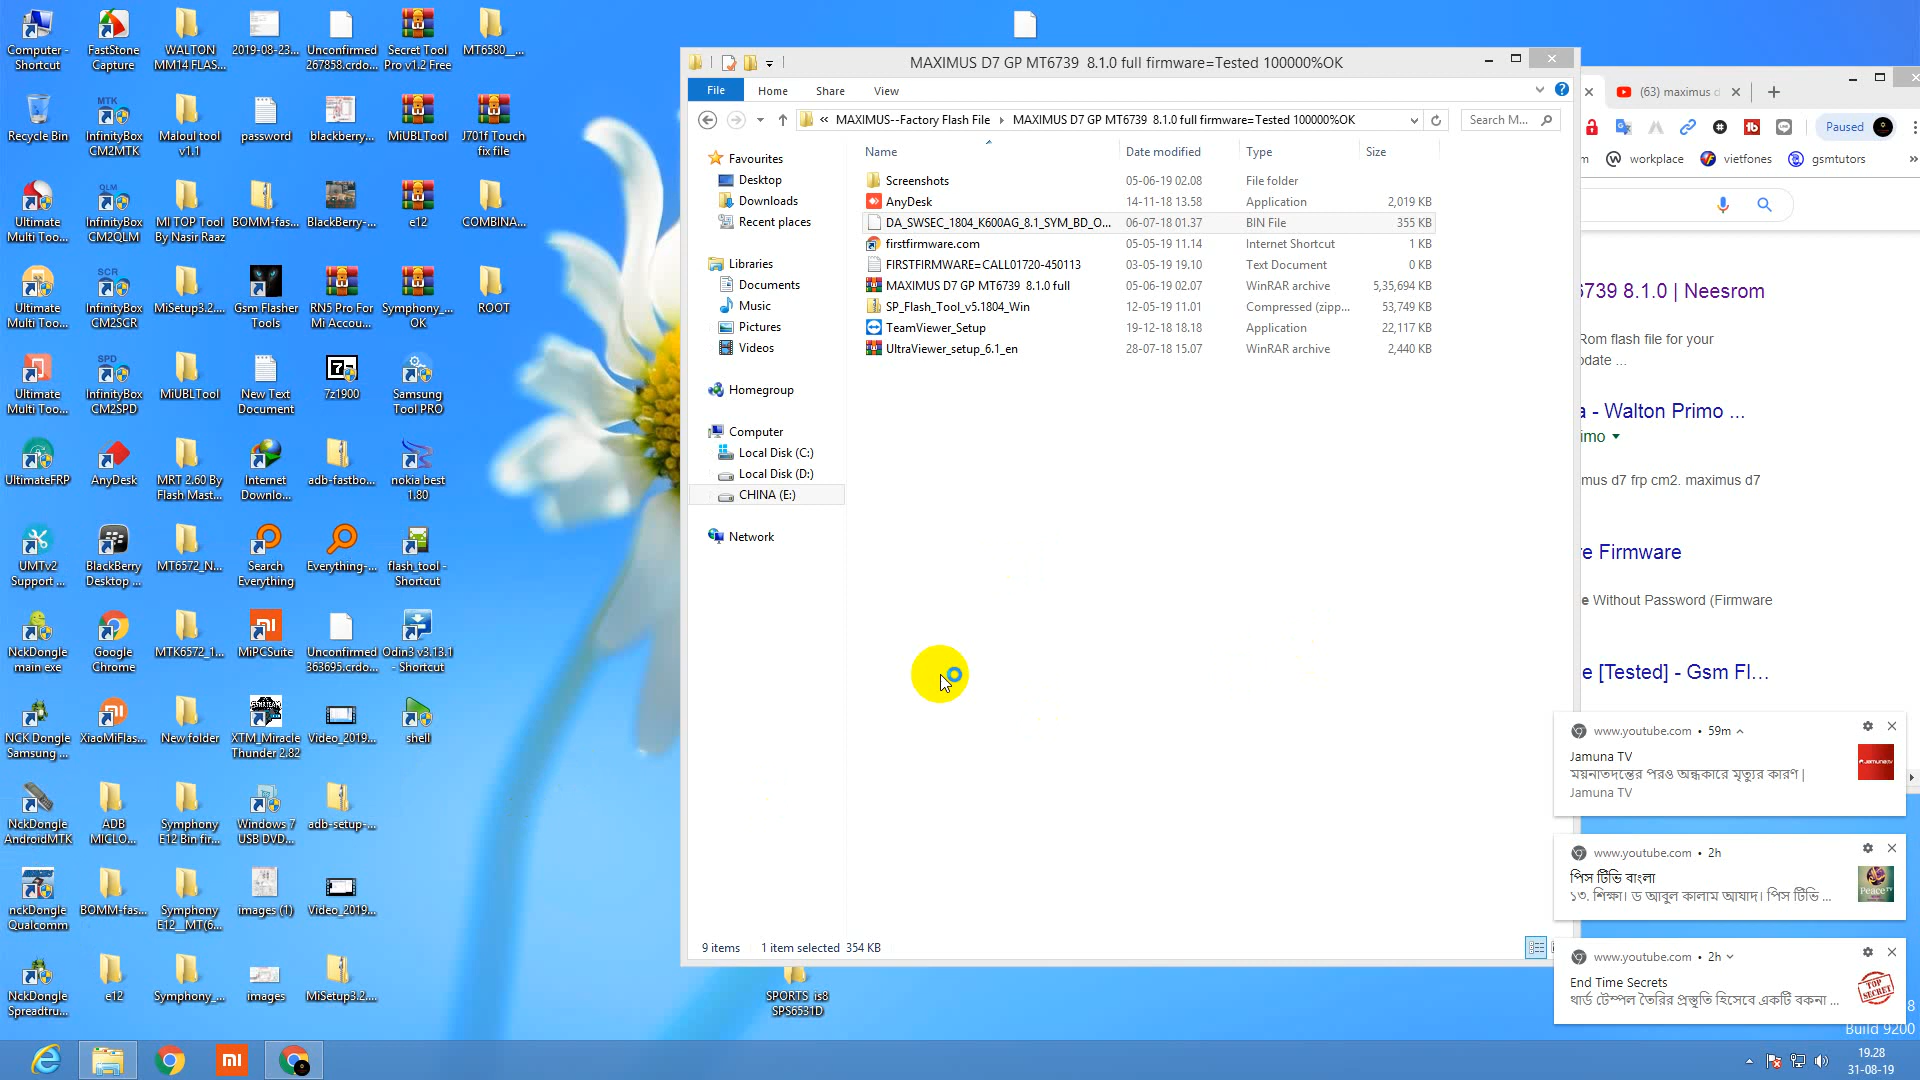 Computer -
Shortcut
FastStone
Capture
WALTON
MM14 FLAS...
2019-08-23...
Unconfirmed
267858.crdo...
Secret Tool
Pro v1.2 Free
MT6580__...
Recycle Bin
InfinityBox
CM2MTK
Maloul tool
v1.1
password
blackberry...
MiUBLTool
J701f Touch
fix file
Ultimate
Multi Too...
InfinityBox
CM2QLM
MI TOP Tool
By Nasir Raaz
BOMM-fas...
BlackBerry-...
e12
COMBINA...
Ultimate
Multi Too...
InfinityBox
CM2SCR
MiSetup3.2....
Gsm Flasher
Tools
RN5 Pro For
Mi Accou...
Symphony_...
OK
ROOT
Ultimate
Multi Too...
InfinityBox
CM2SPD
MiUBLTool
New Text
Document
7z1900
Samsung
Tool PRO
UltimateFRP
AnyDesk
MRT 2.60 By
Flash Mast...
Internet
Downlo...
adb-fastbo...
nokia best
1.80
UMTv2
Support ...
BlackBerry
Desktop ...
MT6572_N...
Search
Everything
Everything-...
flash_tool -
Shortcut
NckDongle
main exe
Google
Chrome
MTK6572_1...
MiPCSuite
Unconfirmed
363695.crdo...
Odin3 v3.13.1
- Shortcut
NCK Dongle
Samsung ...
XiaoMiFlas...
New folder
XTM_Miracle
Thunder 2.82
Video_2019...
shell
NckDongle
AndroidMTK
ADB
MICLO...
Symphony
E12 Bin fir...
Windows 7
USB DVD...
adb-setup-...
nckDongle
Qualcomm
BOMM-fas...
Symphony
E12__MT(6...
images (1)
Video_2019...
NckDongle
Spreadtru...
e12
Symphony_...
images
MiSetup3.2....
SPORTS is8
SPS6531D
MAXIMUS D7 GP MT6739  8.1.0 full firmware=Tested 100000%OK
File
Home
Share
View
« MAXIMUS--Factory Flash File
MAXIMUS D7 GP MT6739  8.1.0 full firmware=Tested 100000%OK
Search M...
Favourites
Desktop
Downloads
Recent places
Libraries
Documents
Music
Pictures
Videos
Homegroup
Computer
Local Disk (C:)
Local Disk (D:)
CHINA (E:)
Network
Name Date modified Type Size
Screenshots 05-06-19 02.08 File folder
AnyDesk 14-11-18 13.58 Application 2,019 KB
DA_SWSEC_1804_K600AG_8.1_SYM_BD_O... 06-07-18 01.37 BIN File 355 KB
firstfirmware.com 05-05-19 11.14 Internet Shortcut 1 KB
FIRSTFIRMWARE=CALL01720-450113 03-05-19 19.10 Text Document 0 KB
MAXIMUS D7 GP MT6739  8.1.0 full 05-06-19 02.07 WinRAR archive 5,35,694 KB
SP_Flash_Tool_v5.1804_Win 12-05-19 11.01 Compressed (zipp... 53,749 KB
TeamViewer_Setup 19-12-18 18.18 Application 22,117 KB
UltraViewer_setup_6.1_en 28-07-18 15.07 WinRAR archive 2,440 KB
9 items 1 item selected 354 KB
(63) maximus d
Paused
m workplace vietfones gsmtutors »
6739 8.1.0 | Neesrom
Rom flash file for your
pdate ...
a - Walton Primo ...
imo
mus d7 frp cm2. maximus d7
re Firmware
e Without Password (Firmware
e [Tested] - Gsm Fl...
www.youtube.com • 59m
Jamuna TV
ময়নাতদন্তের পরও অন্ধকারে মৃত্যুর কারণ |
Jamuna TV
www.youtube.com • 2h
পিস টিভি বাংলা
১৩. শিক্ষা। ড আবুল কালাম আযাদ। পিস টিভি ...
Peace TV
www.youtube.com • 2h
End Time Secrets
থার্ড টেম্পল তৈরির প্রস্তুতি হিসেবে একটি বকনা ...
TOP SECRET
8
Build 9200
19.28
31-08-19